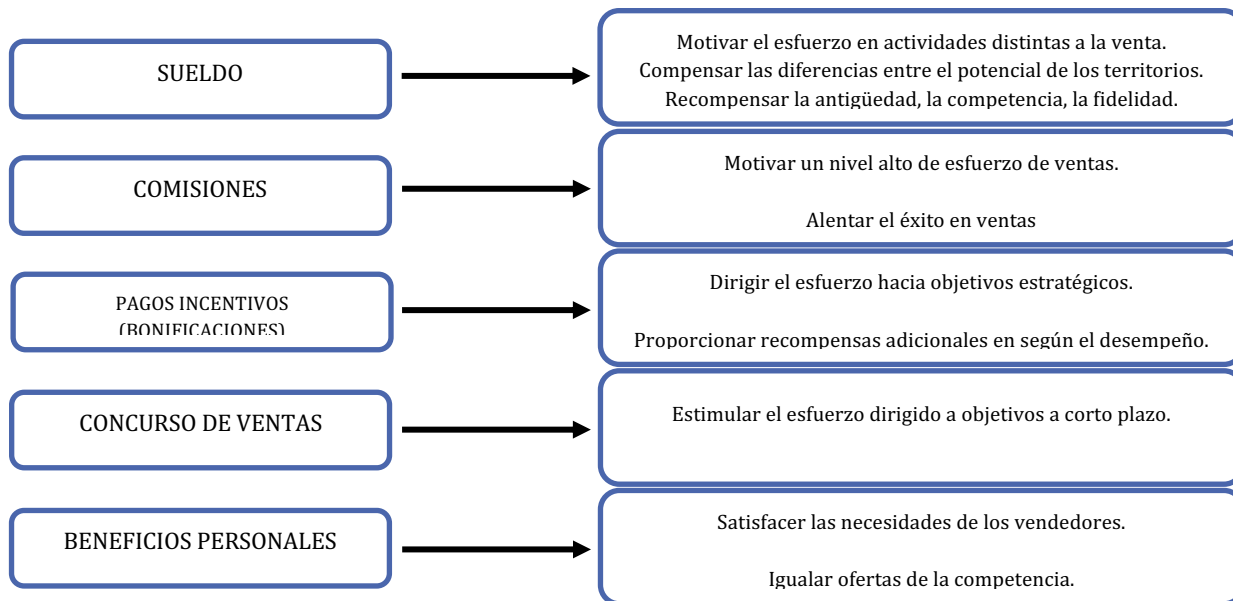 SUELDO
Motivar el esfuerzo en actividades distintas a la venta.
Compensar las diferencias entre el potencial de los territorios.
Recompensar la antigüedad, la competencia, la fidelidad.
COMISIONES
Motivar un nivel alto de esfuerzo de ventas.
Alentar el éxito en ventas
PAGOS INCENTIVOS
(BONIFICACIONES)
Dirigir el esfuerzo hacia objetivos estratégicos.
Proporcionar recompensas adicionales en según el desempeño.
CONCURSO DE VENTAS
Estimular el esfuerzo dirigido a objetivos a corto plazo.
BENEFICIOS PERSONALES
Satisfacer las necesidades de los vendedores.
Igualar ofertas de la competencia.